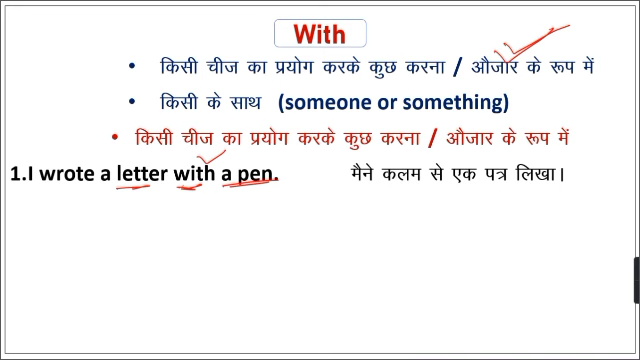 With
• किसी चीज का प्रयोग करके कुछ करना / औजार के रूप में
• किसी के साथ (someone or something)
• किसी चीज का प्रयोग करके कुछ करना / औजार के रूप में
1.I wrote a letter with a pen. मैने कलम से एक पत्र लिखा।